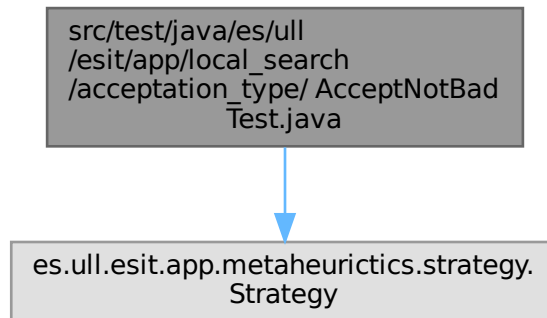 src/test/java/es/ull
/esit/app/local_search
/acceptation_type/ AcceptNotBad
Test.java
es.ull.esit.app.metaheurictics.strategy.
Strategy